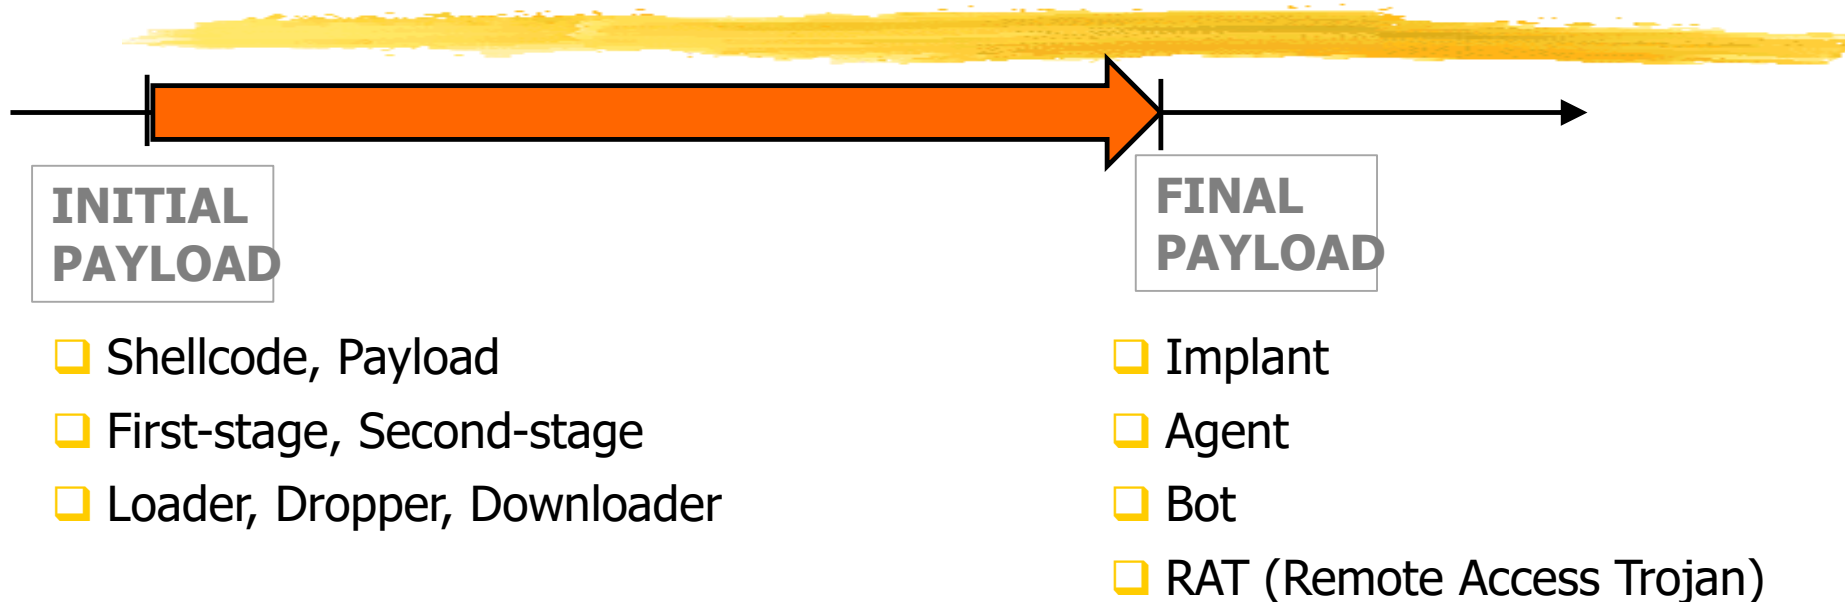 INITIAL
PAYLOAD
FINAL
PAYLOAD
Shellcode, Payload
First-stage, Second-stage
Loader, Dropper, Downloader
Implant
Agent
Bot
RAT (Remote Access Trojan)